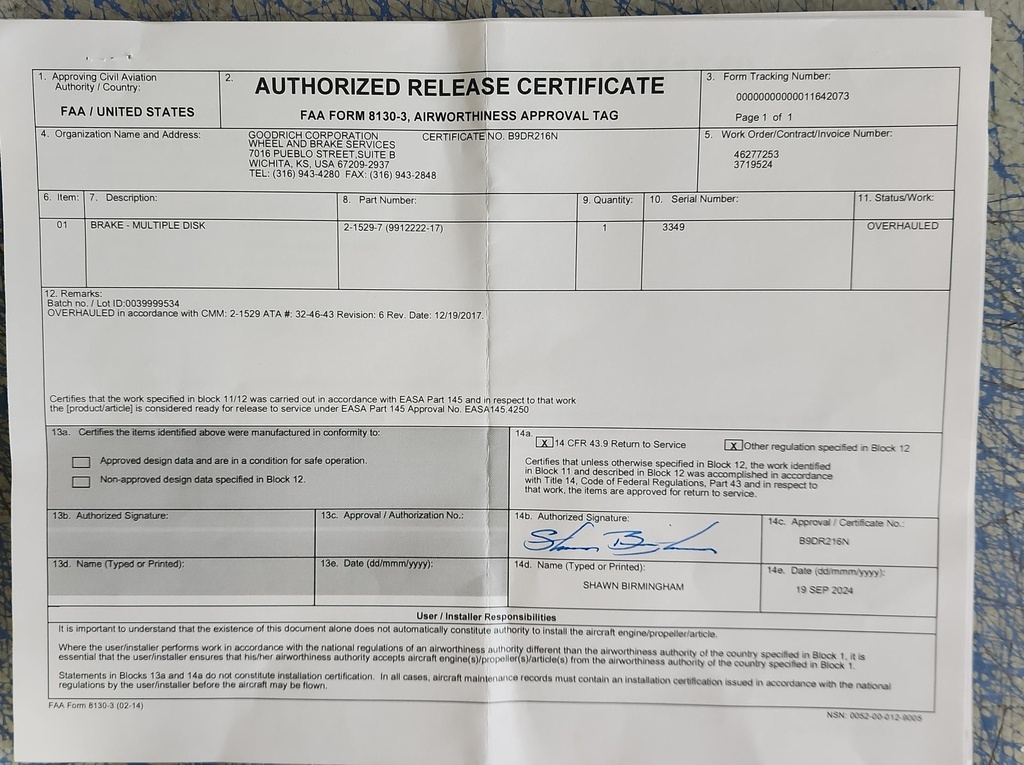 1. Approving Civil Aviation
Authority / Country:
FAA / UNITED STATES
2.
AUTHORIZED RELEASE CERTIFICATE
FAA FORM 8130-3, AIRWORTHINESS APPROVAL TAG
3. Form Tracking Number:
00000000000011642073
Page 1 of 1
4. Organization Name and Address:
GOODRICH CORPORATION CERTIFICATE NO. B9DR216N
WHEEL AND BRAKE SERVICES
7016 PUEBLO STREET,SUITE B
WICHITA, KS, USA 67209-2937
TEL: (316) 943-4280 FAX: (316) 943-2848
5. Work Order/Contract/Invoice Number:
46277253
3719524
6. Item: 7. Description: 8. Part Number: 9. Quantity: 10. Serial Number: 11. Status/Work:
01 BRAKE - MULTIPLE DISK 2-1529-7 (9912222-17) 1 3349 OVERHAULED
12. Remarks:
Batch no. / Lot ID:0039999534
OVERHAULED in accordance with CMM: 2-1529 ATA #: 32-46-43 Revision: 6 Rev. Date: 12/19/2017.
Certifies that the work specified in block 11/12 was carried out in accordance with EASA Part 145 and in respect to that work
the [product/article] is considered ready for release to service under EASA Part 145 Approval No. EASA145.4250
13a. Certifies the items identified above were manufactured in conformity to:
Approved design data and are in a condition for safe operation.
Non-approved design data specified in Block 12.
14a.
X 14 CFR 43.9 Return to Service X Other regulation specified in Block 12
Certifies that unless otherwise specified in Block 12, the work identified
in Block 11 and described in Block 12 was accomplished in accordance
with Title 14, Code of Federal Regulations, Part 43 and in respect to
that work, the items are approved for return to service.
13b. Authorized Signature: 13c. Approval / Authorization No.:
14b. Authorized Signature:
14c. Approval / Certificate No.:
B9DR216N
13d. Name (Typed or Printed): 13e. Date (dd/mmm/yyyy):
14d. Name (Typed or Printed):
SHAWN BIRMINGHAM
14e. Date (dd/mmm/yyyy):
19 SEP 2024
User / Installer Responsibilities
It is important to understand that the existence of this document alone does not automatically constitute authority to install the aircraft engine/propeller/article.
Where the user/installer performs work in accordance with the national regulations of an airworthiness authority different than the airworthiness authority of the country specified in Block 1, it is
essential that the user/installer ensures that his/her airworthiness authority accepts aircraft engine(s)/propeller(s)/article(s) from the airworthiness authority of the country specified in Block 1.
Statements in Blocks 13a and 14a do not constitute installation certification. In all cases, aircraft maintenance records must contain an installation certification issued in accordance with the national
regulations by the user/installer before the aircraft may be flown.
FAA Form 8130-3 (02-14)
NSN: 0052-00-012-9005